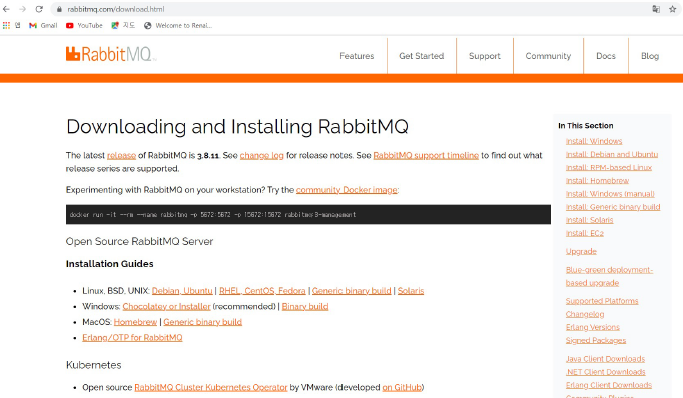 rabbitmq.com/download.html
앱 Gmail YouTube 지도 Welcome to Renai...
RabbitMQ
Features Get Started Support Community Docs Blog
Downloading and Installing RabbitMQ
The latest release of RabbitMQ is 3.8.11. See change log for release notes. See RabbitMQ support timeline to find out what
release series are supported.
Experimenting with RabbitMQ on your workstation? Try the community Docker image:
docker run -it --rm --name rabbitmq -p 5672:5672 -p 15672:15672 rabbitmq:3-management
Open Source RabbitMQ Server
Installation Guides
Linux, BSD, UNIX: Debian, Ubuntu | RHEL, CentOS, Fedora | Generic binary build | Solaris
Windows: Chocolatey or Installer (recommended) | Binary build
MacOS: Homebrew | Generic binary build
Erlang/OTP for RabbitMQ
Kubernetes
Open source RabbitMQ Cluster Kubernetes Operator by VMware (developed on GitHub)
In This Section
Install: Windows
Install: Debian and Ubuntu
Install: RPM-based Linux
Install: Homebrew
Install: Windows (manual)
Install: Generic binary build
Install: Solaris
Install: EC2
Upgrade
Blue-green deployment-
based upgrade
Supported Platforms
Changelog
Erlang Versions
Signed Packages
Java Client Downloads
.NET Client Downloads
Erlang Client Downloads
Community Plugins